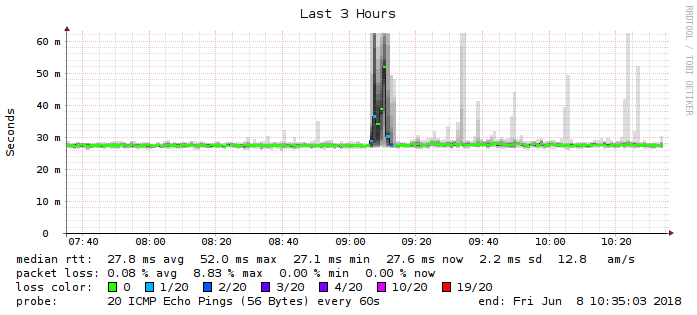 Last 3 Hours
RRDTOOL / TOBI OETIKER
Seconds
60 m
50 m
40 m
30 m
20 m
10 m
0
07:40 08:00 08:20 08:40 09:00 09:20 09:40 10:00 10:20
median rtt: 27.8 ms avg 52.0 ms max 27.1 ms min 27.6 ms now 2.2 ms sd 12.8 am/s
packet loss: 0.08 % avg 8.83 % max 0.00 % min 0.00 % now
loss color: 0 1/20 2/20 3/20 4/20 10/20 19/20
probe: 20 ICMP Echo Pings (56 Bytes) every 60s end: Fri Jun 8 10:35:03 2018